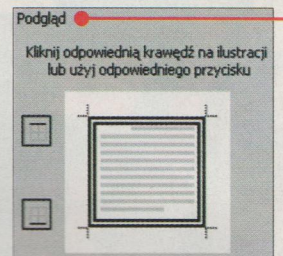 Podgląd
Kliknij odpowiednią krawędź na ilustracji
lub użyj odpowiedniego przycisku